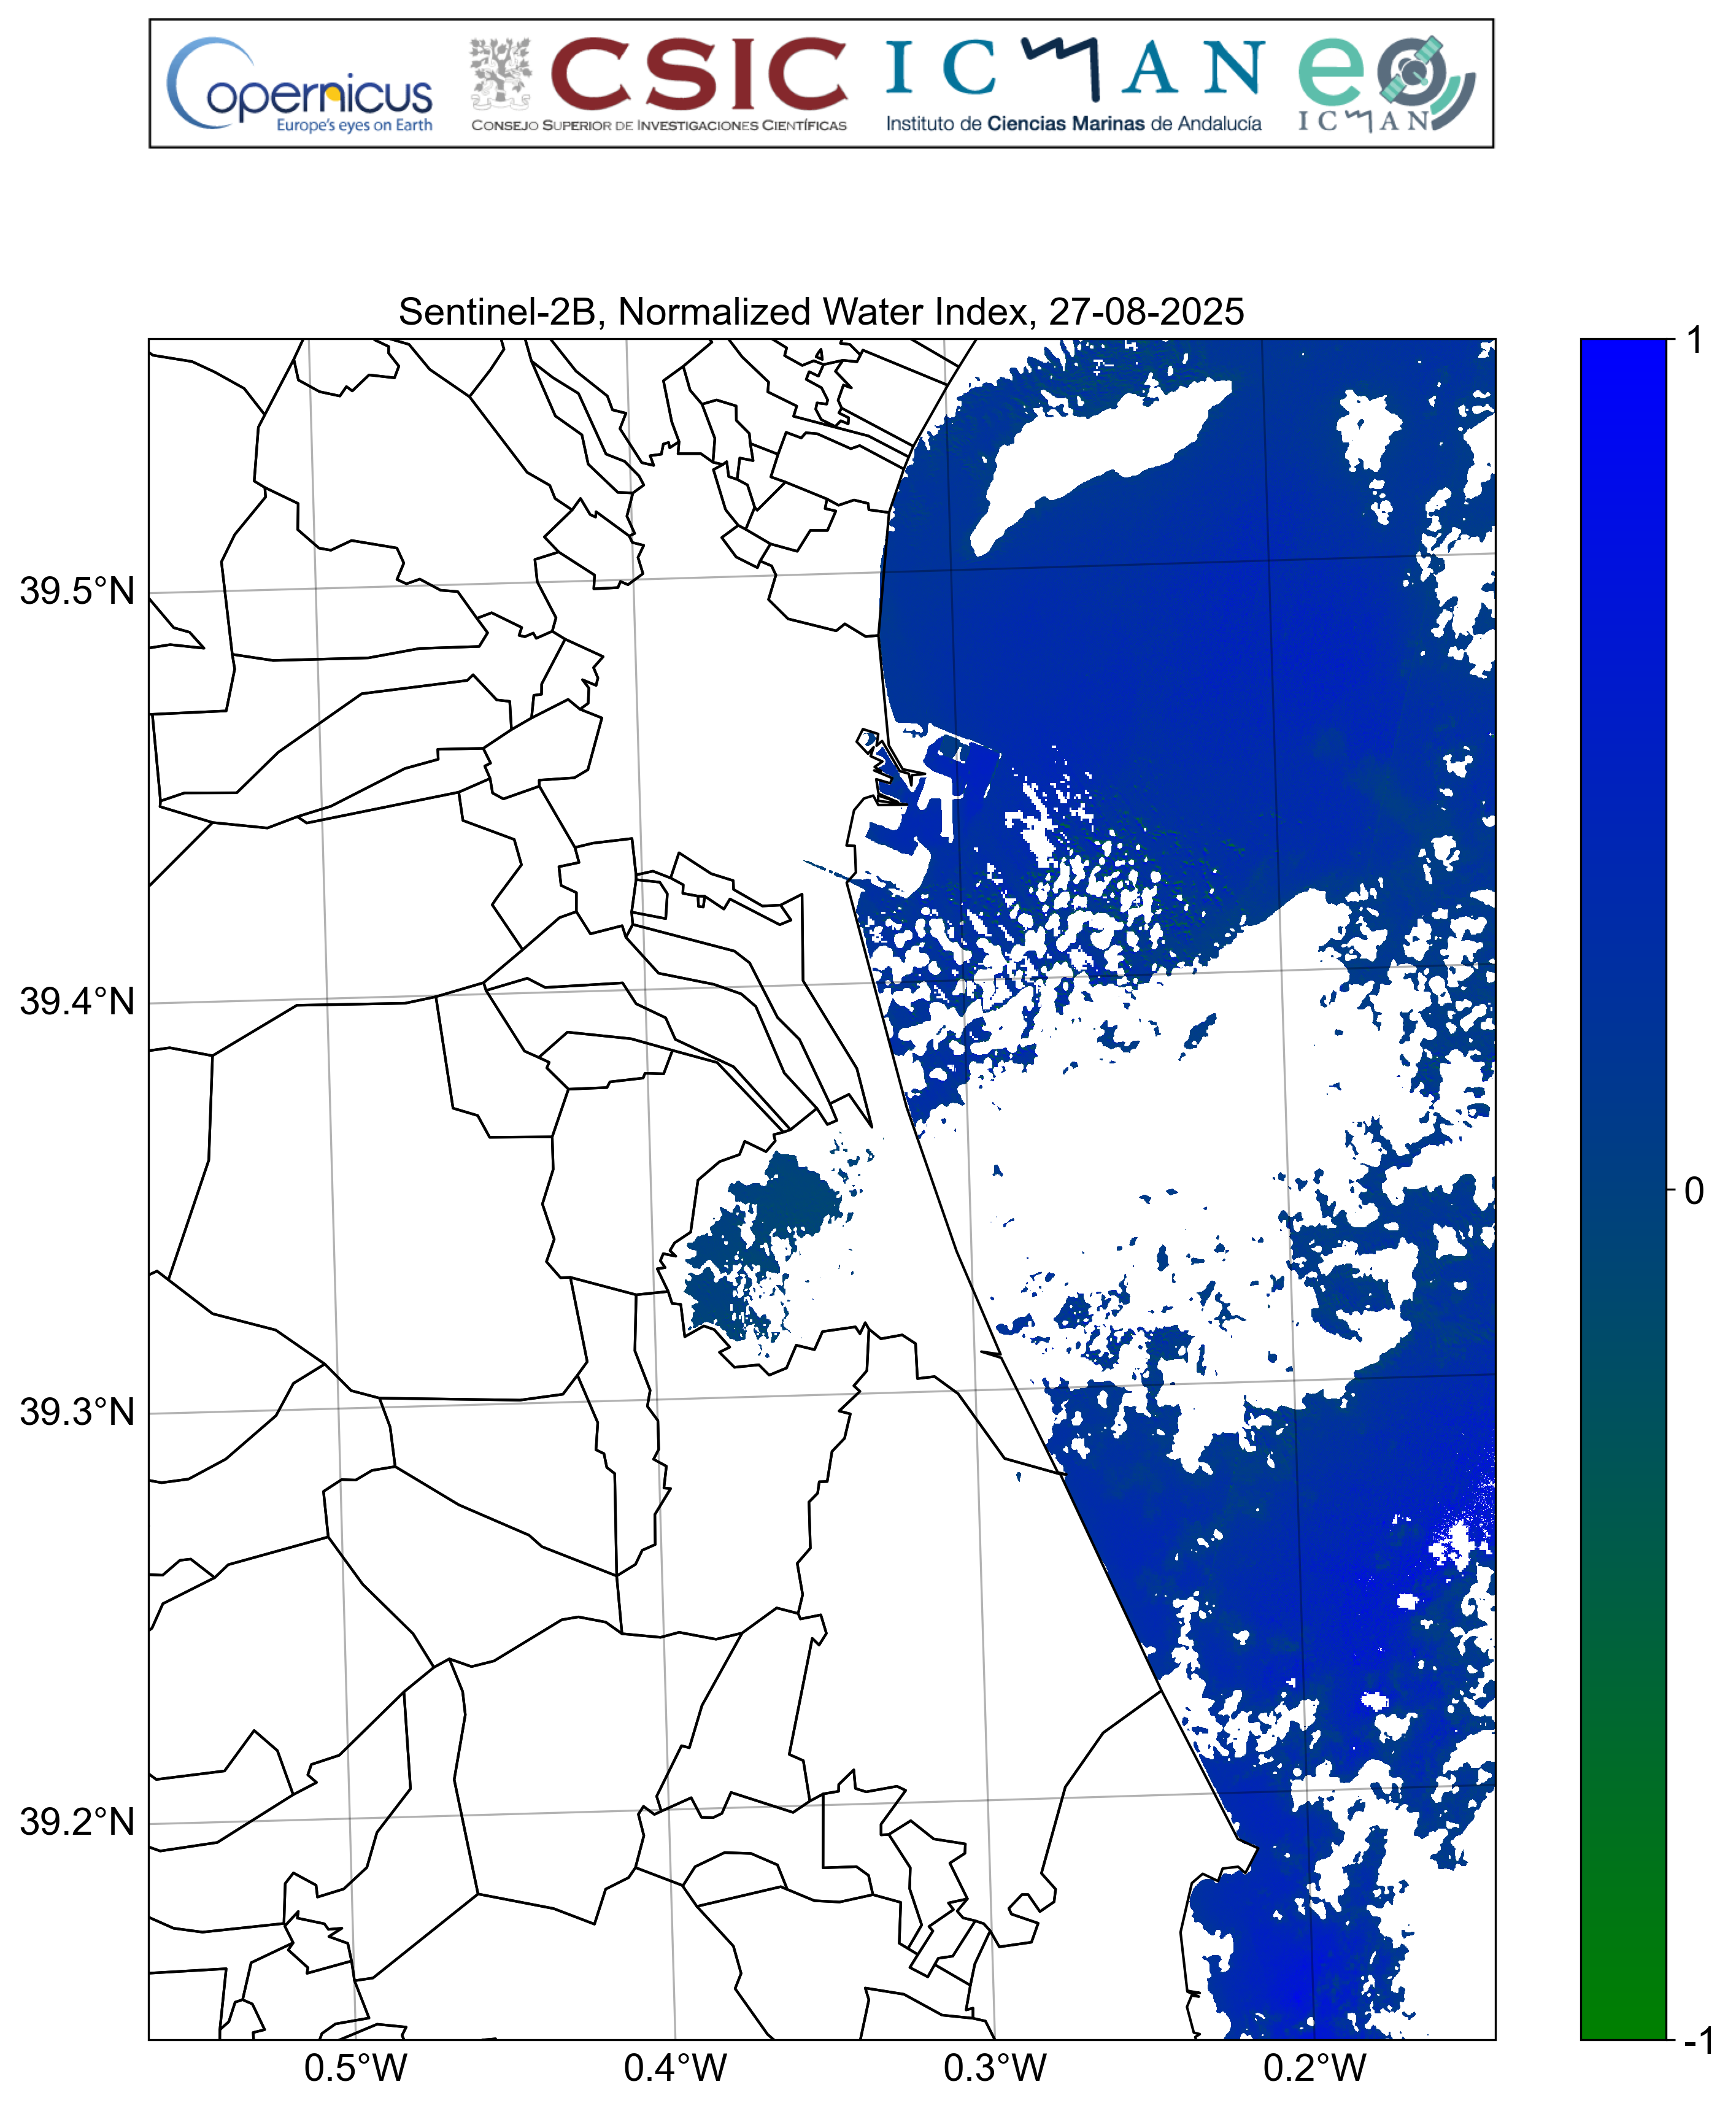 Copernicus
Europe's eyes on Earth
CSIC
CONSEJO SUPERIOR DE INVESTIGACIONES CIENTÍFICAS
ICMAN
Instituto de Ciencias Marinas de Andalucía
eo
ICMAN
Sentinel-2B, Normalized Water Index, 27-08-2025
1
39.5°N
39.4°N
0
39.3°N
39.2°N
-1
0.5°W
0.4°W
0.3°W
0.2°W